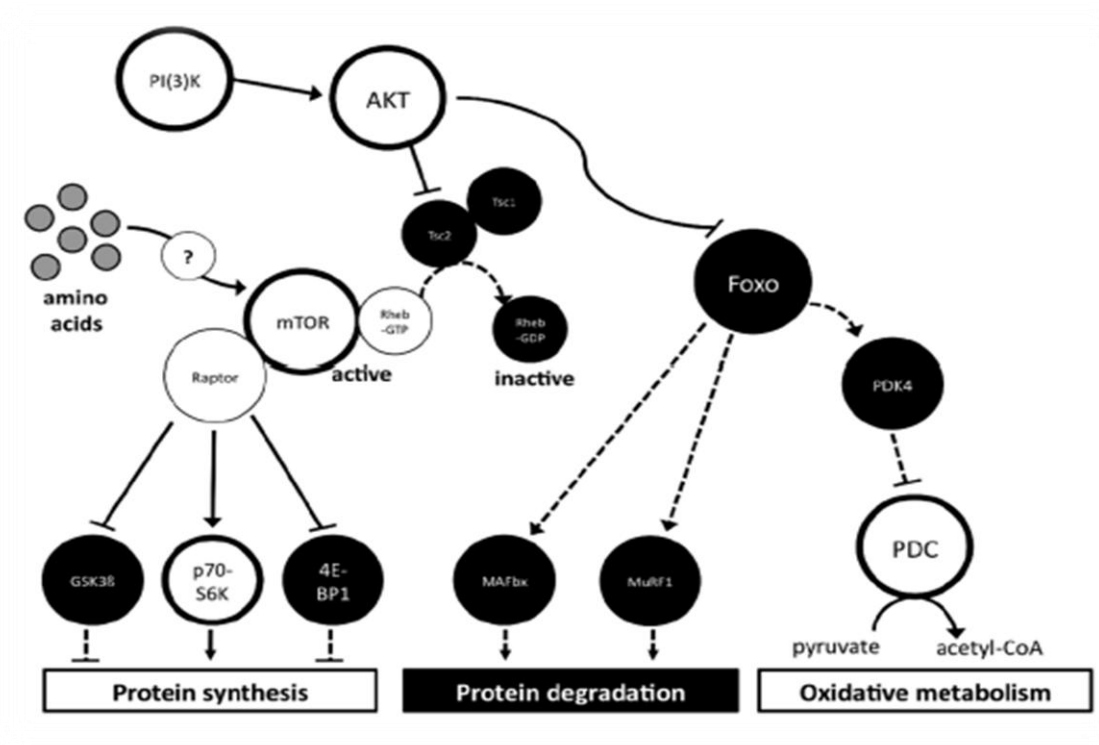 PI(3)K
AKT
Tsc1
Tsc2
?
amino
acids
mTOR
Rheb
-GTP
Rheb
-GDP
Foxo
active
inactive
Raptor
PDK4
GSK3ß
p70-
S6K
4E-
BP1
MAFbx
MuRF1
PDC
pyruvate
acetyl-CoA
Protein synthesis
Protein degradation
Oxidative metabolism